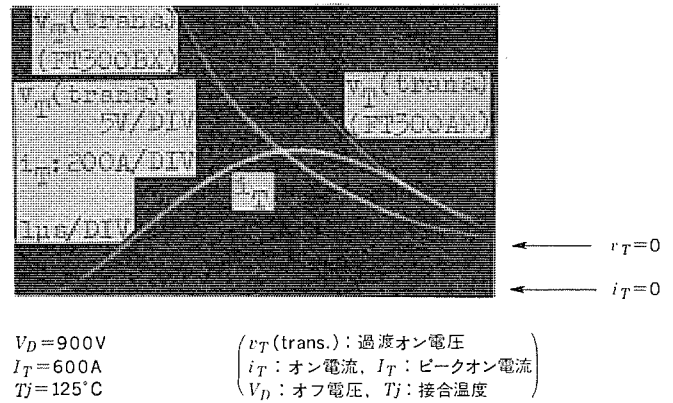 vT(trans)
(FT500BX)
vT(trans):
5V/DIV
iT:200A/DIV
1μs/DIV
iT
vT(trans)
(FT500AM)
vT=0
iT=0
VD=900V
IT=600A
Tj=125°C
(vT(trans.):過渡オン電圧
iT:オン電流, IT:ピークオン電流
VD:オフ電圧, Tj:接合温度)